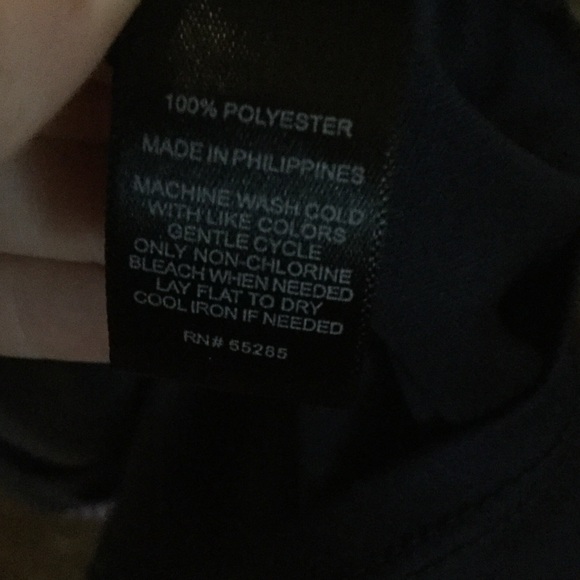 100% POLYESTER
MADE IN PHILIPPINES
MACHINE WASH COLD
WITH LIKE COLORS
GENTLE CYCLE
ONLY NON-CHLORINE
BLEACH WHEN NEEDED
LAY FLAT TO DRY
COOL IRON IF NEEDED
RN# 55285